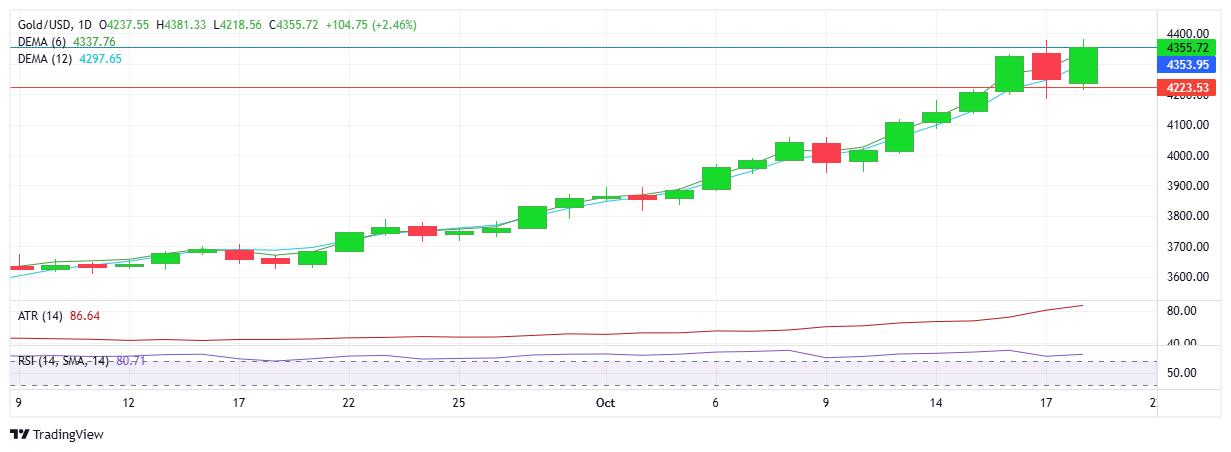 Gold/USD, 1D O4237.55 H4381.33 L4218.56 C4355.72 +104.75 (+2.46%)
DEMA (6) 4337.76
DEMA (12) 4297.65
4400.00
4355.72
4353.95
4223.53
4200.00
4100.00
4000.00
3900.00
3800.00
3700.00
3600.00
ATR (14) 86.64
80.00
40.00
RSI (14, SMA, 14) 80.71
50.00
9 12 17 22 25 Oct 6 9 14 17
TradingView